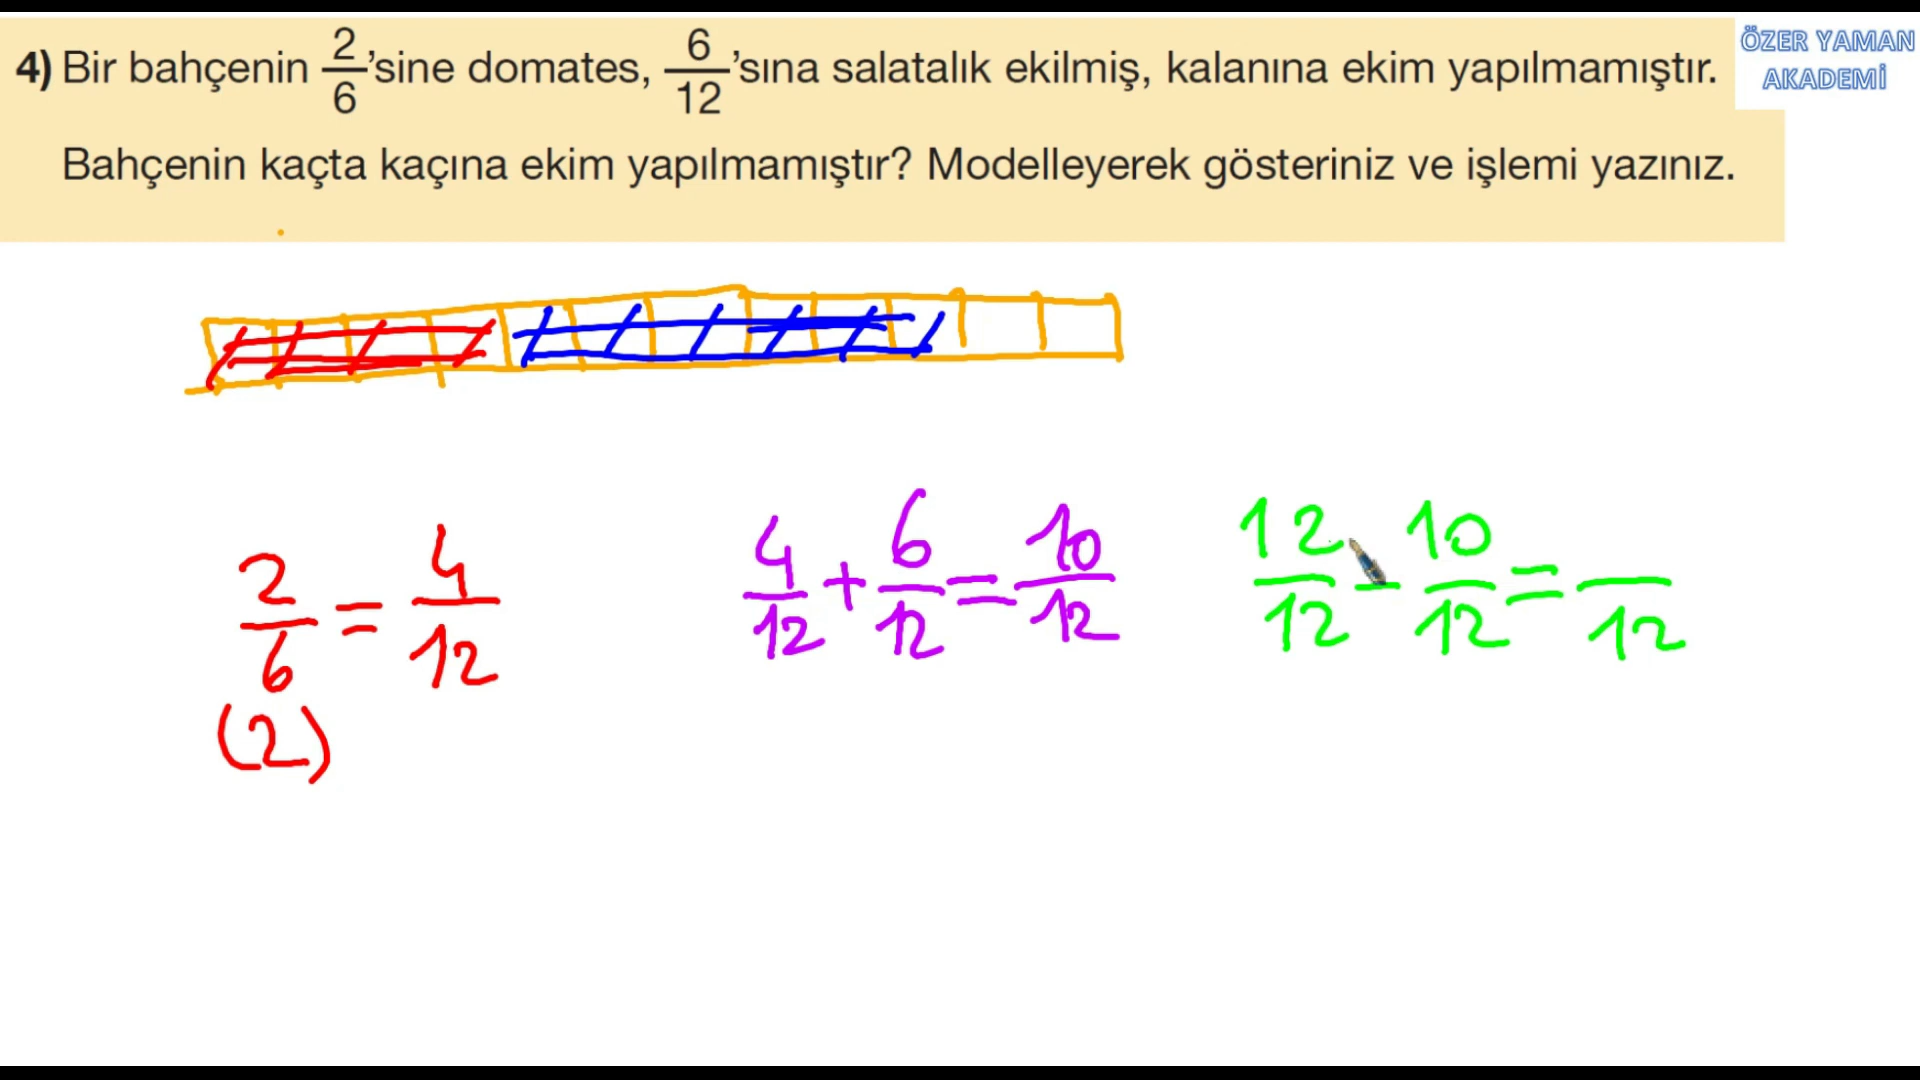 4) Bir bahçenin 2/6'sine domates, 6/12'sına salatalık ekilmiş, kalanına ekim yapılmamıştır.
Bahçenin kaçta kaçına ekim yapılmamıştır? Modelleyerek gösteriniz ve işlemi yazınız.
ÖZER YAMAN
AKADEMİ
2/6 = 4/12
(2)
4/12 + 6/12 = 10/12
12/12 - 10/12 = /12